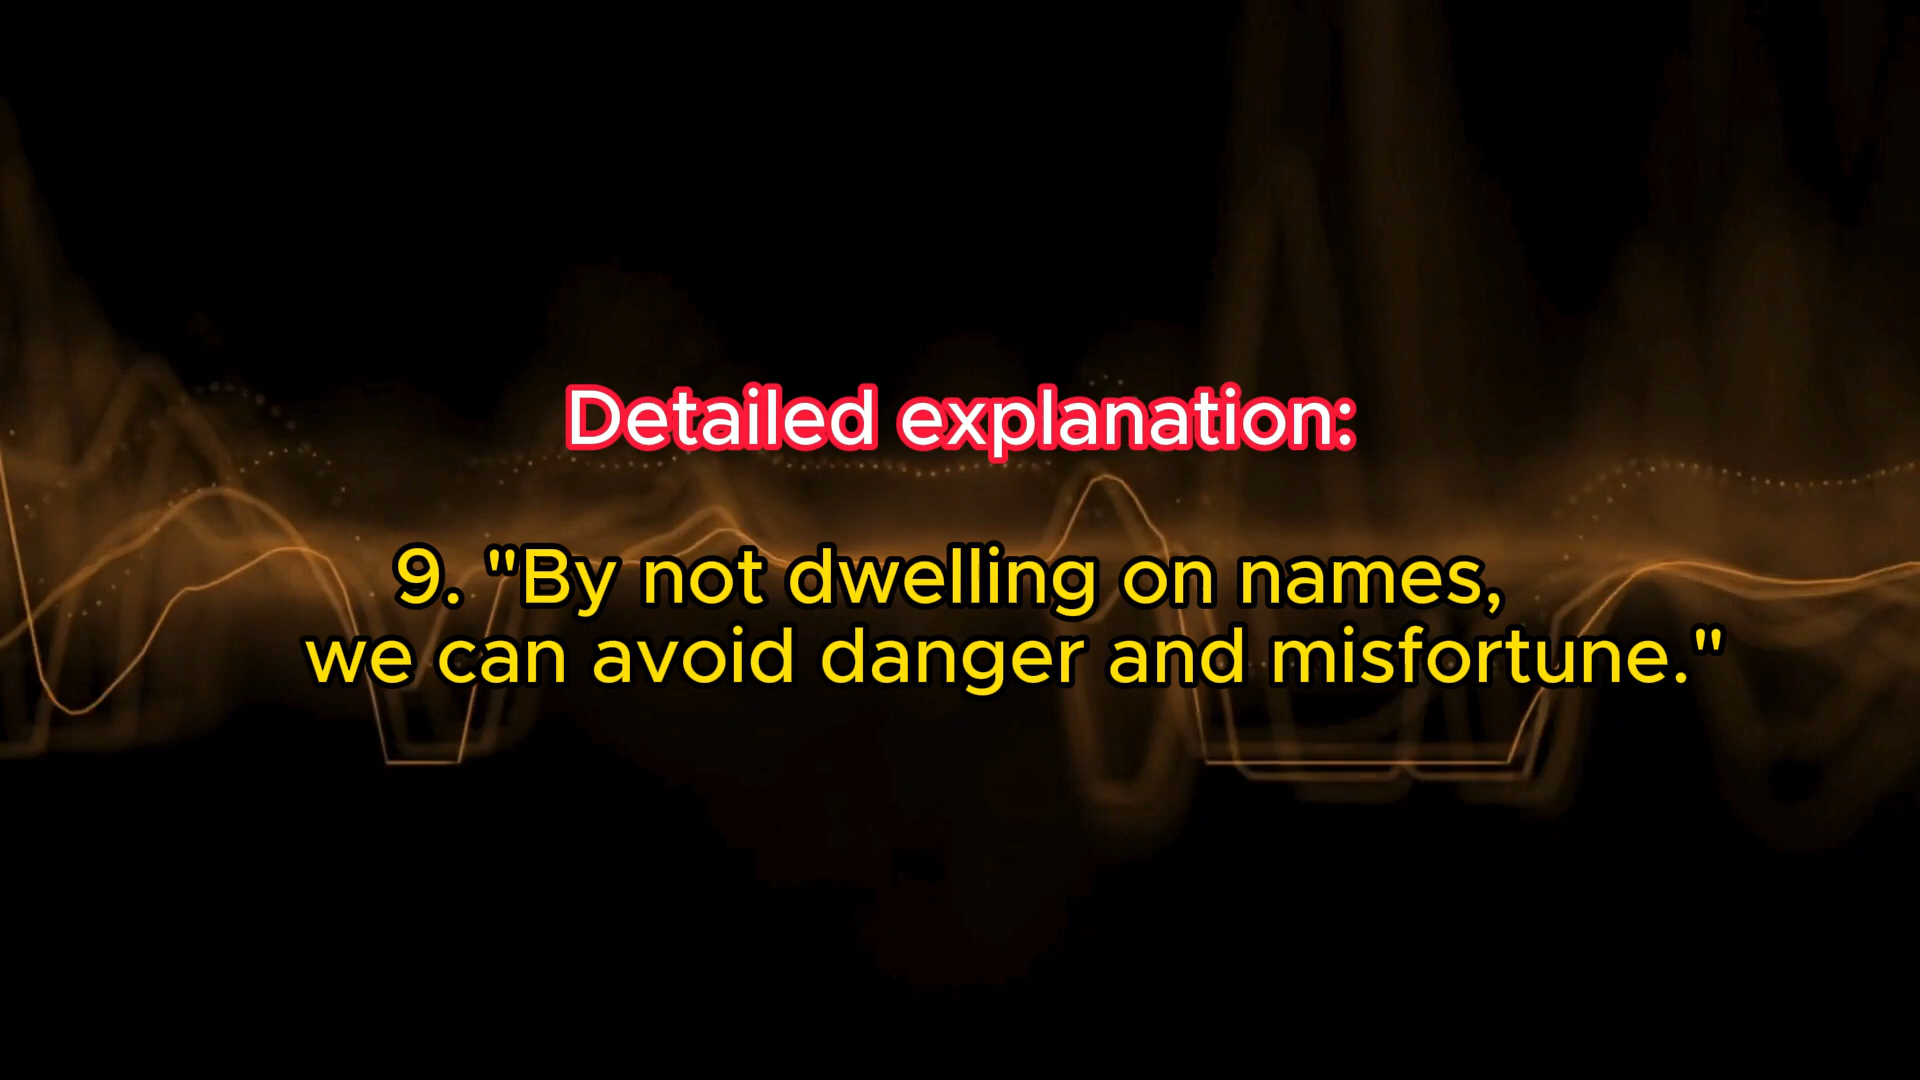 Detailed explanation:
9. "By not dwelling on names,
we can avoid danger and misfortune."